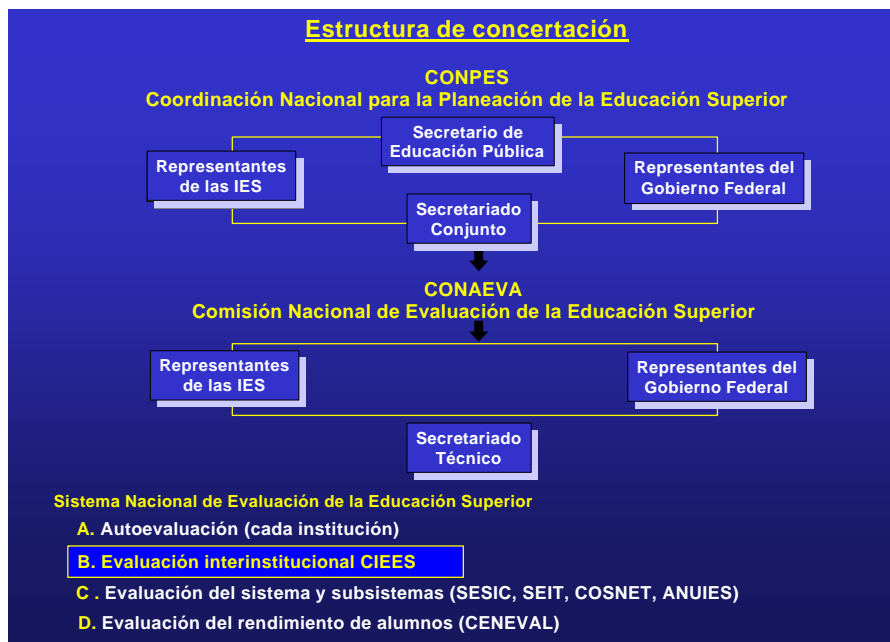 Estructura de concertación
CONPES
Coordinación Nacional para la Planeación de la Educación Superior
Secretario de
Educación Pública
Representantes
de las IES
Representantes del
Gobierno Federal
Secretariado
Conjunto
CONAEVA
Comisión Nacional de Evaluación de la Educación Superior
Representantes
de las IES
Representantes del
Gobierno Federal
Secretariado
Técnico
Sistema Nacional de Evaluación de la Educación Superior
A. Autoevaluación (cada institución)
B. Evaluación interinstitucional CIEES
C . Evaluación del sistema y subsistemas (SESIC, SEIT, COSNET, ANUIES)
D. Evaluación del rendimiento de alumnos (CENEVAL)